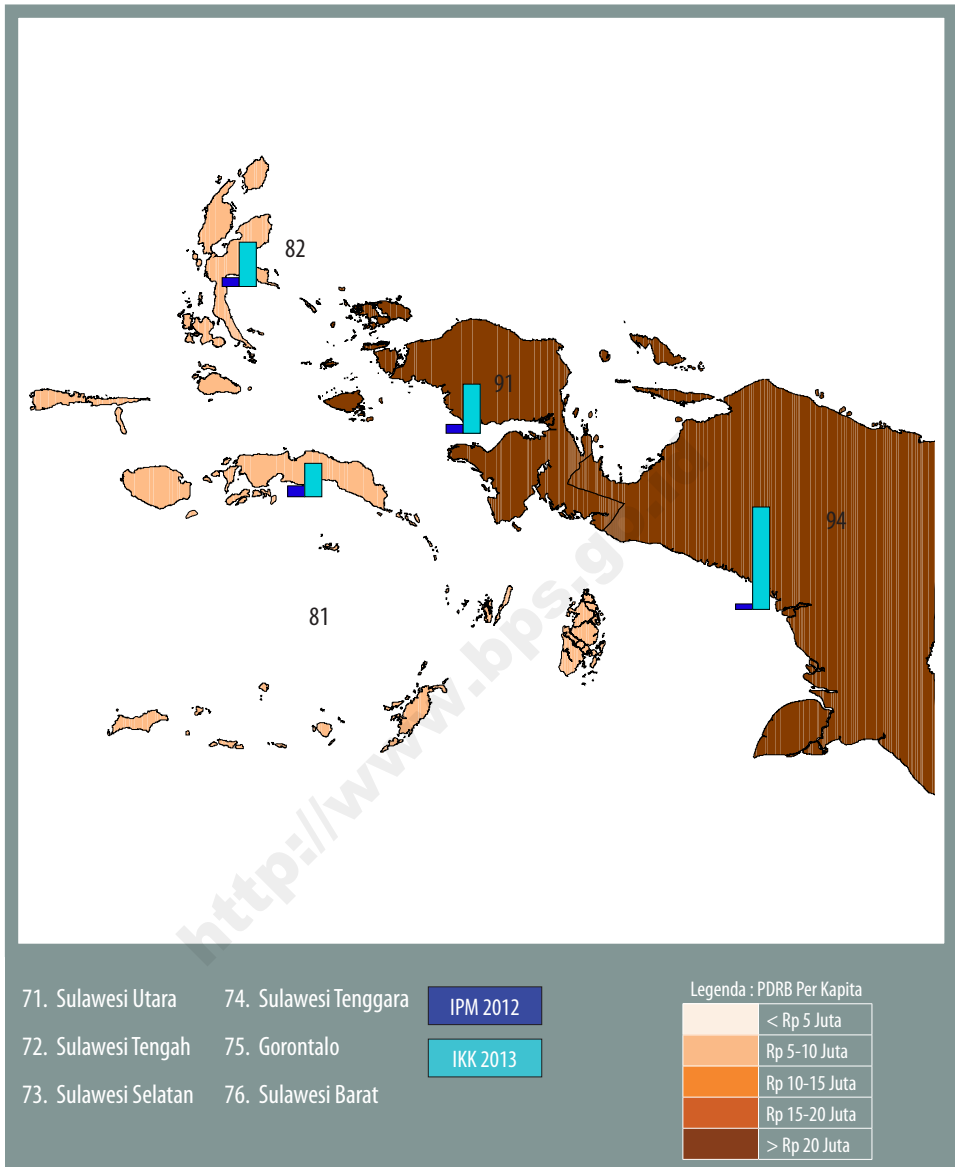 82
91
94
81
http://www.bps.go.id
71. Sulawesi Utara
72. Sulawesi Tengah
73. Sulawesi Selatan
74. Sulawesi Tenggara
75. Gorontalo
76. Sulawesi Barat
IPM 2012
IKK 2013
Legenda : PDRB Per Kapita
< Rp 5 Juta
Rp 5-10 Juta
Rp 10-15 Juta
Rp 15-20 Juta
> Rp 20 Juta